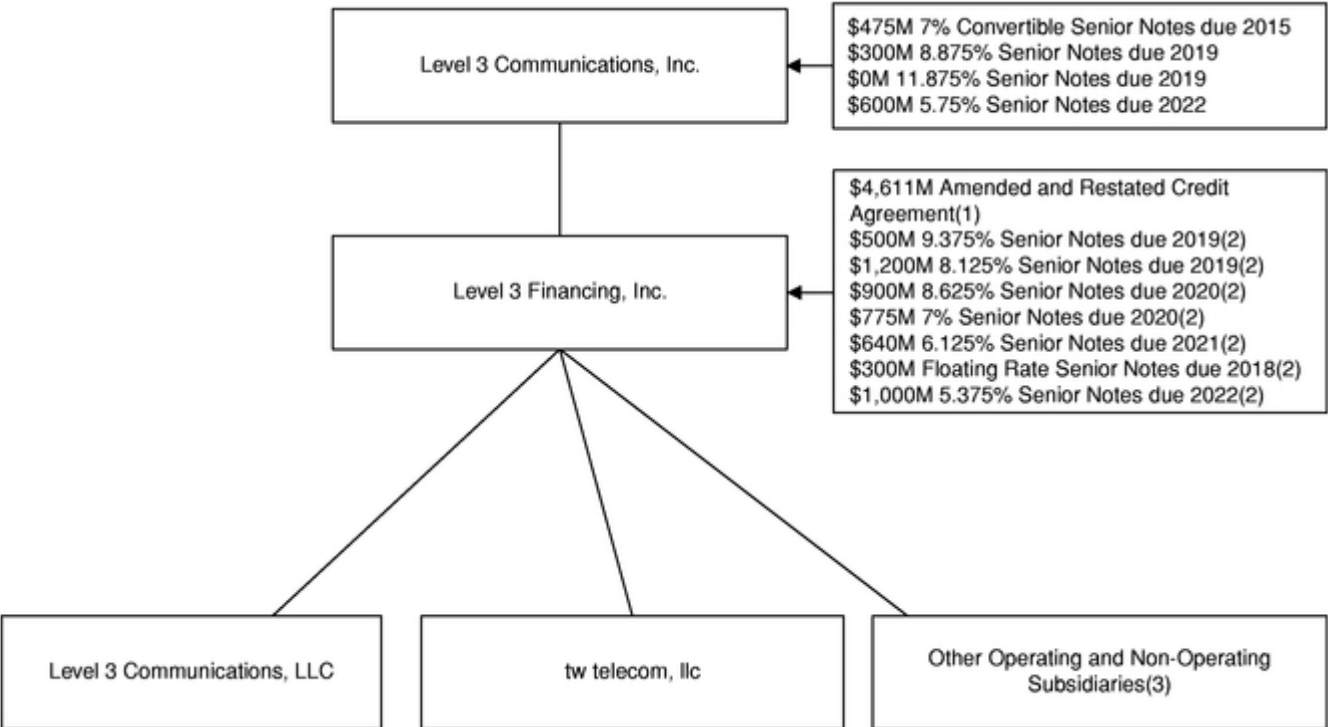 Level 3 Communications, Inc.
$475M 7% Convertible Senior Notes due 2015
$300M 8.875% Senior Notes due 2019
$0M 11.875% Senior Notes due 2019
$600M 5.75% Senior Notes due 2022
Level 3 Financing, Inc.
$4,611M Amended and Restated Credit
Agreement(1)
$500M 9.375% Senior Notes due 2019(2)
$1,200M 8.125% Senior Notes due 2019(2)
$900M 8.625% Senior Notes due 2020(2)
$775M 7% Senior Notes due 2020(2)
$640M 6.125% Senior Notes due 2021(2)
$300M Floating Rate Senior Notes due 2018(2)
$1,000M 5.375% Senior Notes due 2022(2)
Level 3 Communications, LLC
tw telecom, llc
Other Operating and Non-Operating
Subsidiaries(3)